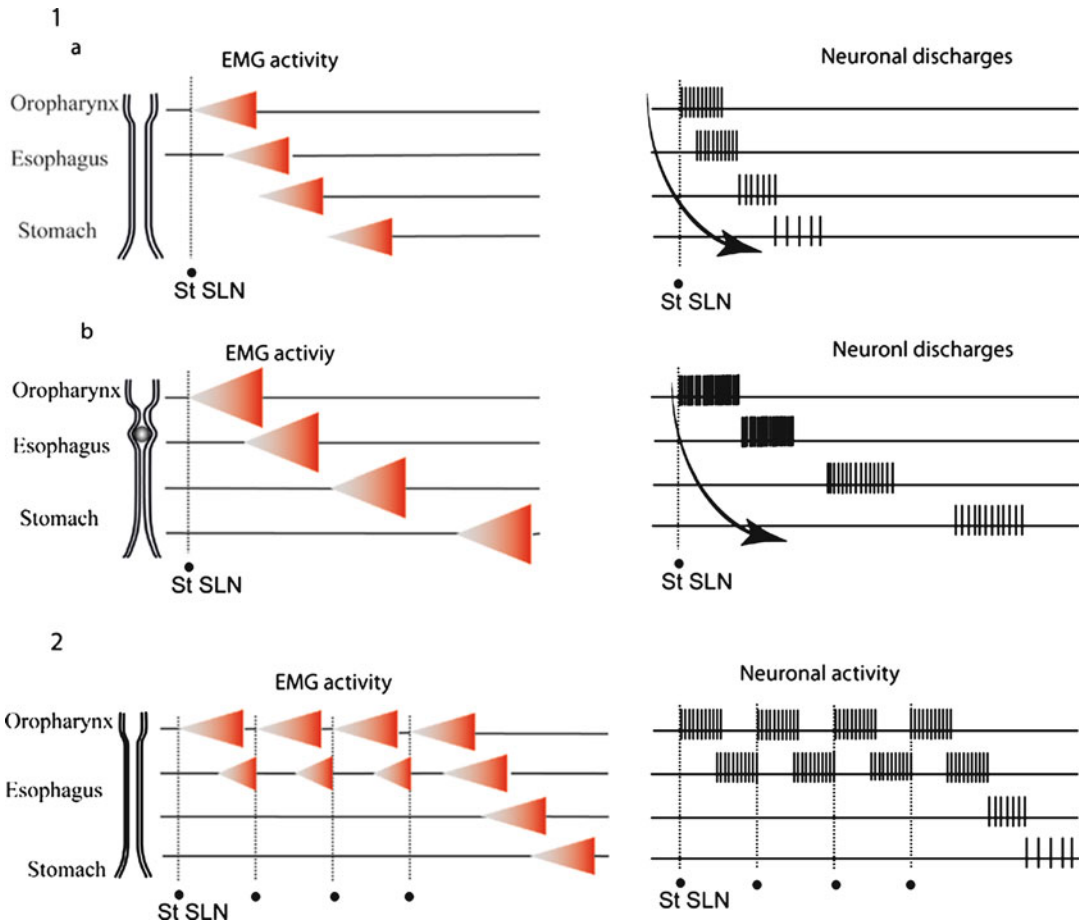 1
a
EMG activity
Neuronal discharges
Oropharynx
Esophagus
Stomach
St SLN
St SLN
b
EMG activiy
Neuronl discharges
Oropharynx
Esophagus
Stomach
St SLN
St SLN
2
EMG activity
Neuronal activity
Oropharynx
Esophagus
Stomach
St SLN
St SLN